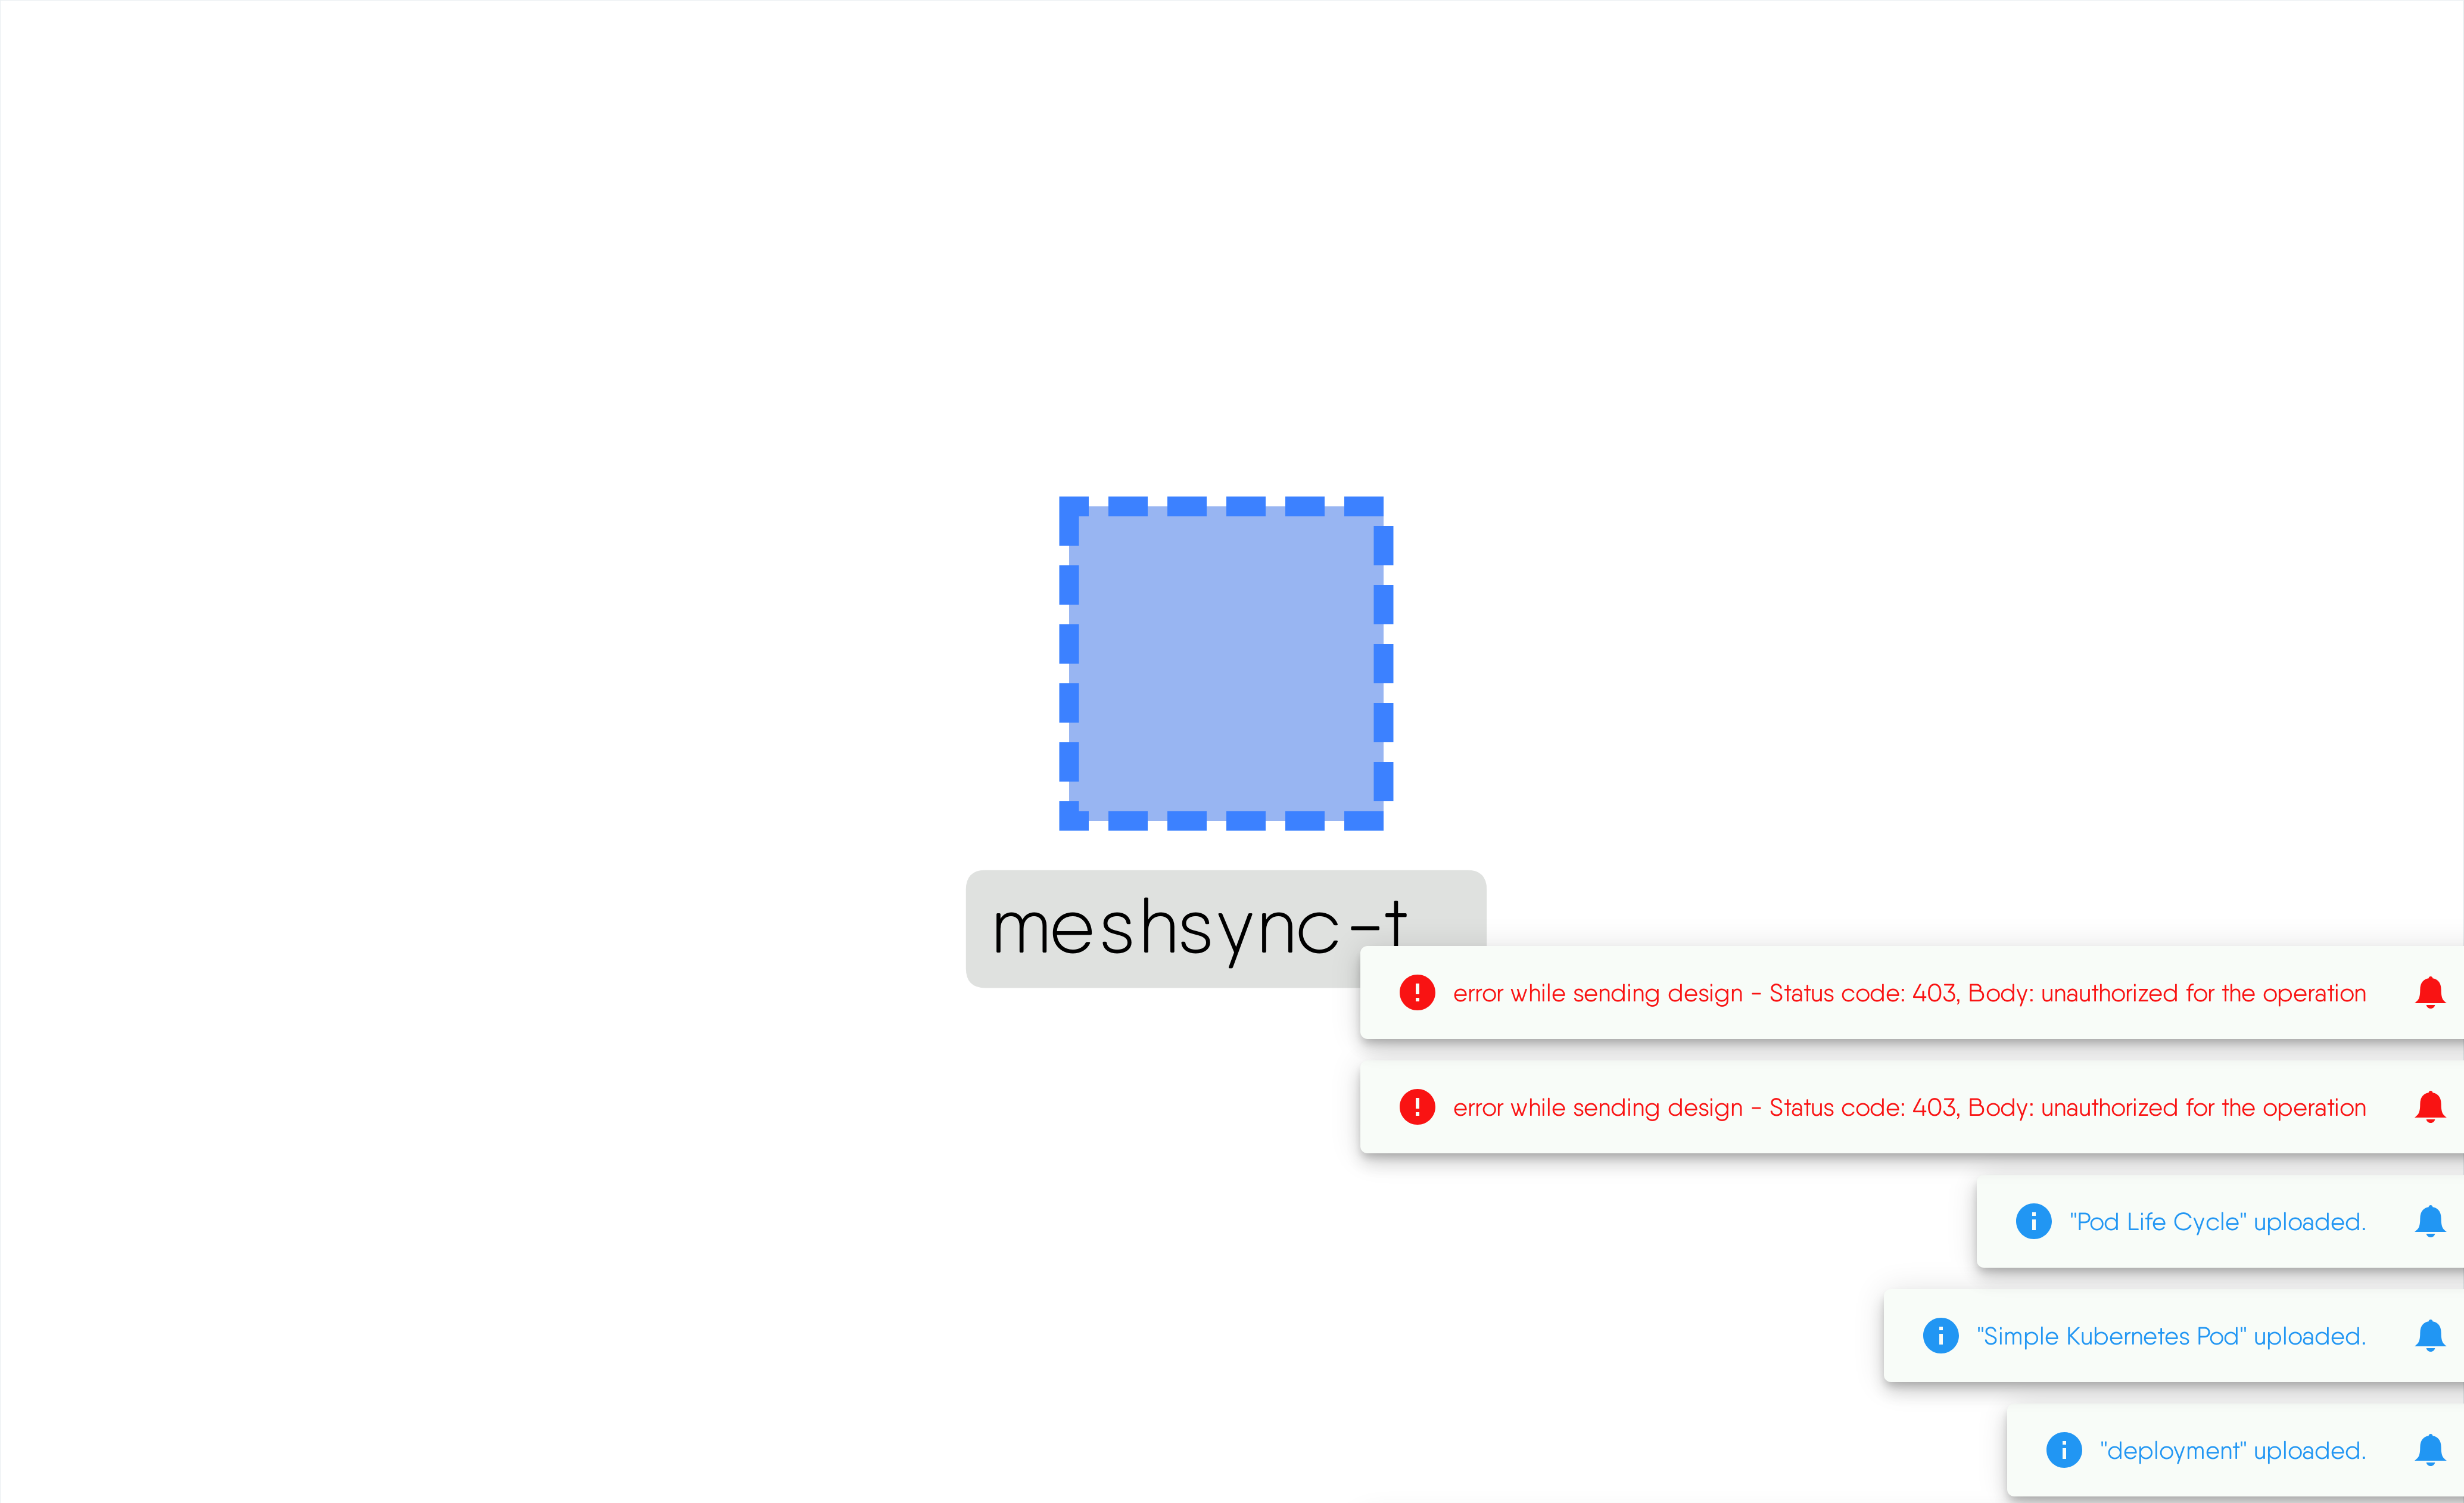 meshsync-t
error while sending design - Status code: 403, Body: unauthorized for the operation
error while sending design - Status code: 403, Body: unauthorized for the operation
"Pod Life Cycle" uploaded.
"Simple Kubernetes Pod" uploaded.
"deployment" uploaded.